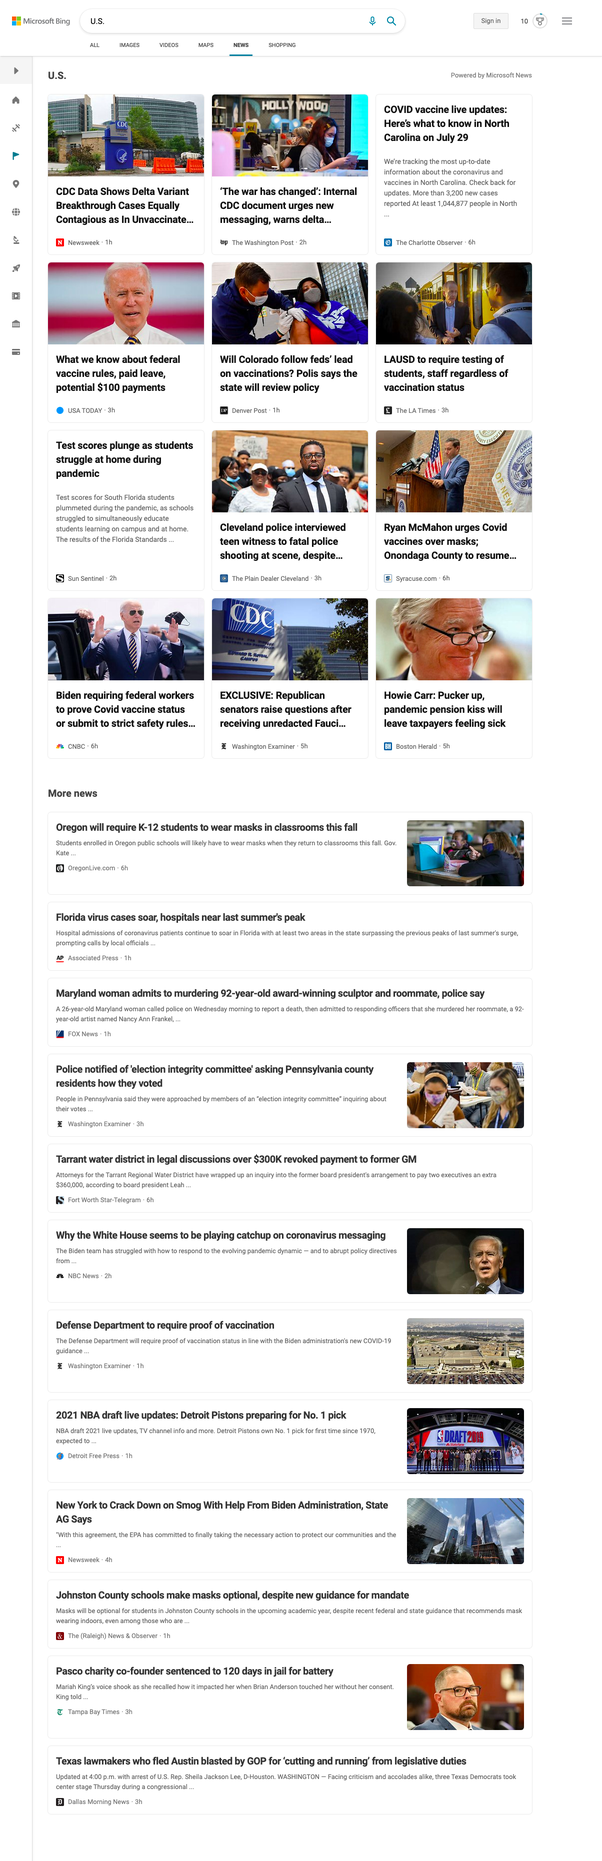 Microsoft Bing
U.S.
Sign in
10
ALL
IMAGES
VIDEOS
MAPS
NEWS
SHOPPING
U.S.
Powered by Microsoft News
CDC
HOLLYWOOD
CDC Data Shows Delta Variant
Breakthrough Cases Equally
Contagious as In Unvaccinate...
Newsweek · 1h
'The war has changed': Internal
CDC document urges new
messaging, warns delta...
The Washington Post · 2h
COVID vaccine live updates:
Here's what to know in North
Carolina on July 29
We're tracking the most up-to-date
information about the coronavirus and
vaccines in North Carolina. Check back for
updates. More than 3,200 new cases
reported At least 1,044,877 people in North
...
The Charlotte Observer · 6h
What we know about federal
vaccine rules, paid leave,
potential $100 payments
USA TODAY · 3h
Will Colorado follow feds' lead
on vaccinations? Polis says the
state will review policy
Denver Post · 1h
LAUSD to require testing of
students, staff regardless of
vaccination status
The LA Times · 3h
Test scores plunge as students
struggle at home during
pandemic
Test scores for South Florida students
plummeted during the pandemic, as schools
struggled to simultaneously educate
students learning on campus and at home.
The results of the Florida Standards ...
Sun Sentinel · 2h
Cleveland police interviewed
teen witness to fatal police
shooting at scene, despite...
The Plain Dealer Cleveland · 3h
Ryan McMahon urges Covid
vaccines over masks;
Onondaga County to resume...
Syracuse.com · 6h
CDC
Biden requiring federal workers
to prove Covid vaccine status
or submit to strict safety rules...
CNBC · 6h
EXCLUSIVE: Republican
senators raise questions after
receiving unredacted Fauci...
Washington Examiner · 5h
Howie Carr: Pucker up,
pandemic pension kiss will
leave taxpayers feeling sick
Boston Herald · 5h
More news
Oregon will require K-12 students to wear masks in classrooms this fall
Students enrolled in Oregon public schools will likely have to wear masks when they return to classrooms this fall. Gov.
Kate ...
OregonLive.com · 6h
Florida virus cases soar, hospitals near last summer's peak
Hospital admissions of coronavirus patients continue to soar in Florida with at least two areas in the state surpassing the previous peaks of last summer's surge,
prompting calls by local officials ...
AP Associated Press · 1h
Maryland woman admits to murdering 92-year-old award-winning sculptor and roommate, police say
A 26-year-old Maryland woman called police on Wednesday morning to report a death, then admitted to responding officers that she murdered her roommate, a 92-
year-old artist named Nancy Ann Frankel, ...
FOX News · 1h
Police notified of 'election integrity committee' asking Pennsylvania county
residents how they voted
People in Pennsylvania said they were approached by members of an "election integrity committee" inquiring about
their votes ...
Washington Examiner · 3h
Tarrant water district in legal discussions over $300K revoked payment to former GM
Attorneys for the Tarrant Regional Water District have wrapped up an inquiry into the former board president's arrangement to pay two executives an extra
$360,000, according to board president Leah ...
Fort Worth Star-Telegram · 6h
Why the White House seems to be playing catchup on coronavirus messaging
The Biden team has struggled with how to respond to the evolving pandemic dynamic — and to abrupt policy directives
from ...
NBC News · 2h
Defense Department to require proof of vaccination
The Defense Department will require proof of vaccination status in line with the Biden administration's new COVID-19
guidance ...
Washington Examiner · 1h
2021 NBA draft live updates: Detroit Pistons preparing for No. 1 pick
NBA draft 2021 live updates, TV channel info and more. Detroit Pistons own No. 1 pick for first time since 1970,
expected to ...
Detroit Free Press · 1h
DRAFT 2019
New York to Crack Down on Smog With Help From Biden Administration, State
AG Says
"With this agreement, the EPA has committed to finally taking the necessary action to protect our communities and the
...
Newsweek · 4h
Johnston County schools make masks optional, despite new guidance for mandate
Masks will be optional for students in Johnston County schools in the upcoming academic year, despite recent federal and state guidance that recommends mask
wearing indoors, even among those who are ...
The (Raleigh) News & Observer · 1h
Pasco charity co-founder sentenced to 120 days in jail for battery
Mariah King's voice shook as she recalled how it impacted her when Brian Anderson touched her without her consent.
King told ...
Tampa Bay Times · 3h
Texas lawmakers who fled Austin blasted by GOP for 'cutting and running' from legislative duties
Updated at 4:00 p.m. with arrest of U.S. Rep. Sheila Jackson Lee, D-Houston. WASHINGTON — Facing criticism and accolades alike, three Texas Democrats took
center stage Thursday during a congressional ...
Dallas Morning News · 3h